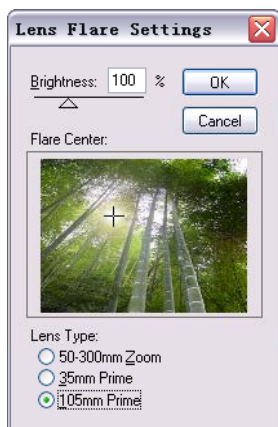 Lens Flare Settings
Brightness: 100 % OK
Cancel
Flare Center:
Lens Type:
50-300mm Zoom
35mm Prime
105mm Prime